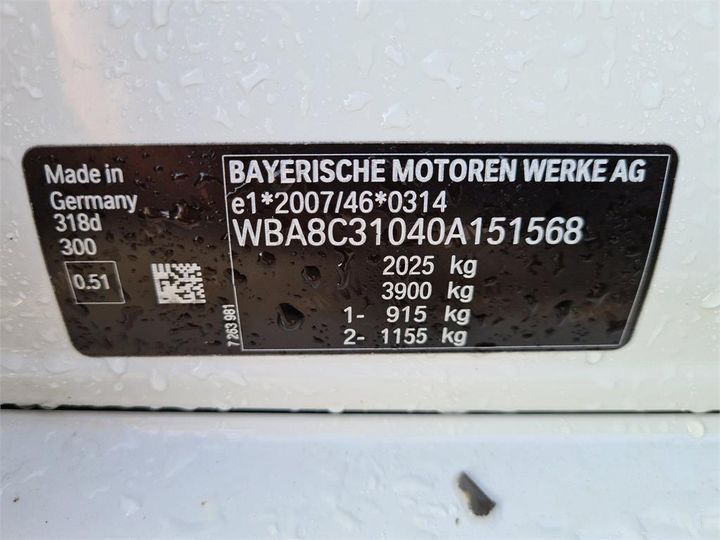 Made in
Germany
318d
300
0.51
7 263 981
BAYERISCHE MOTOREN WERKE AG
e1*2007/46*0314
WBA8C31040A151568
2025 kg
3900 kg
1- 915 kg
2- 1155 kg